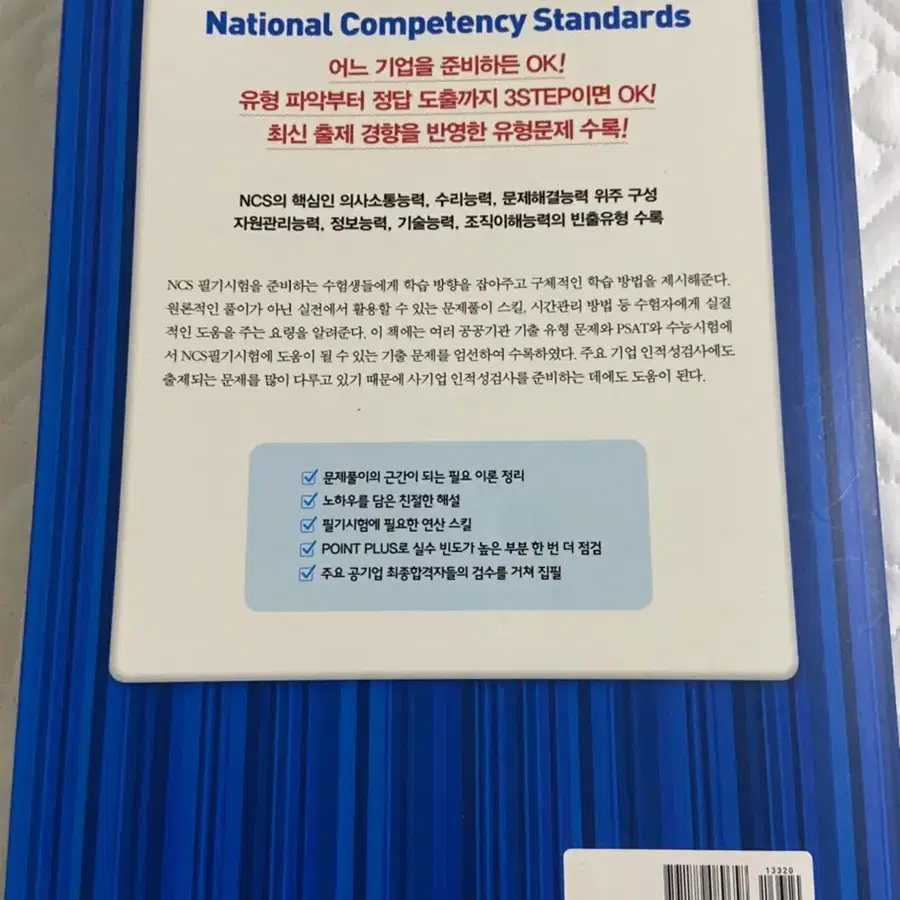 National Competency Standards
어느 기업을 준비하든 OK!
유형 파악부터 정답 도출까지 3STEP이면 OK!
최신 출제 경향을 반영한 유형문제 수록!
NCS의 핵심인 의사소통능력, 수리능력, 문제해결능력 위주 구성
자원관리능력, 정보능력, 기술능력, 조직이해능력의 빈출유형 수록
NCS 필기시험을 준비하는 수험생들에게 학습 방향을 잡아주고 구체적인 학습 방법을 제시해준다.
원론적인 풀이가 아닌 실전에서 활용할 수 있는 문제풀이 스킬, 시간관리 방법 등 수험자에게 실질
적인 도움을 주는 요령을 알려준다. 이 책에는 여러 공공기관 기출 유형 문제와 PSAT와 수능시험에
서 NCS필기시험에 도움이 될 수 있는 기출 문제를 엄선하여 수록하였다. 주요 기업 인적성검사에도
출제되는 문제를 많이 다루고 있기 때문에 사기업 인적성검사를 준비하는 데에도 도움이 된다.
문제풀이의 근간이 되는 필요 이론 정리
노하우를 담은 친절한 해설
필기시험에 필요한 연산 스킬
POINT PLUS로 실수 빈도가 높은 부분 한 번 더 점검
주요 공기업 최종합격자들의 검수를 거쳐 집필
13320